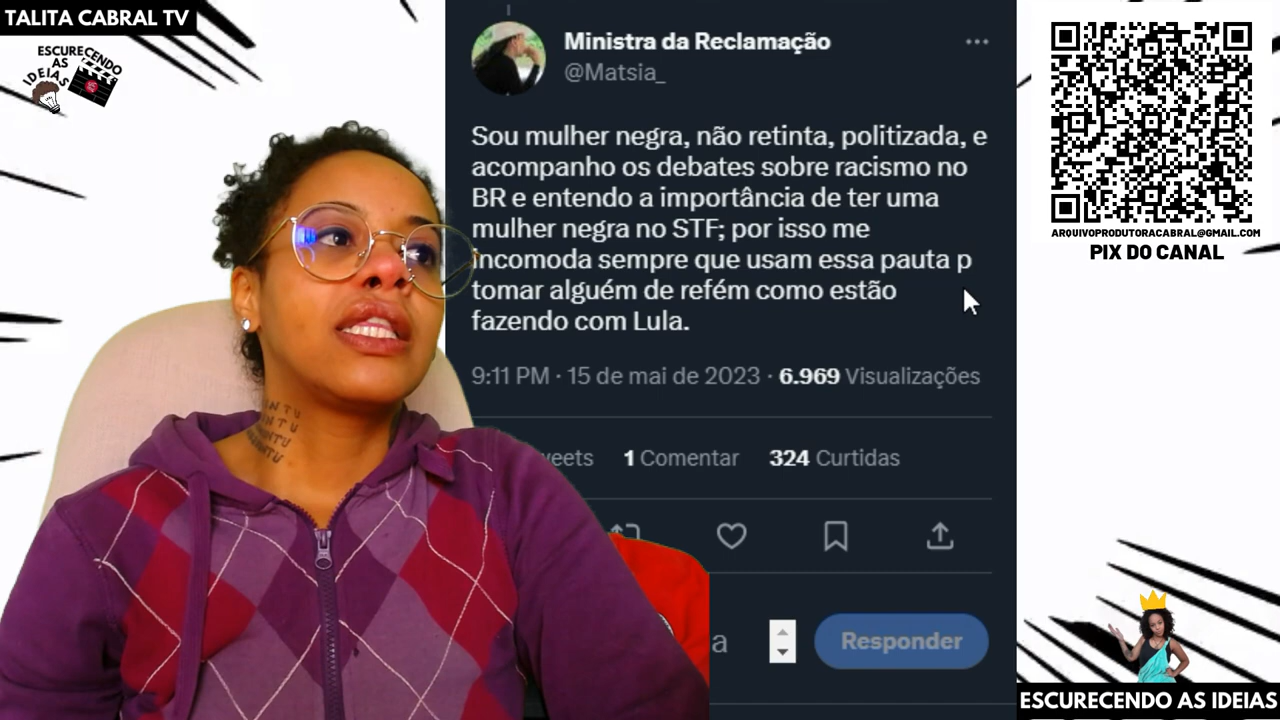 TALITA CABRAL TV
ESCURECENDO
AS
IDEIAS
Ministra da Reclamação
@Matsia_
Sou mulher negra, não retinta, politizada, e
acompanho os debates sobre racismo no
BR e entendo a importância de ter uma
mulher negra no STF; por isso me
incomoda sempre que usam essa pauta p
tomar alguém de refém como estão
fazendo com Lula.
9:11 PM · 15 de mai de 2023 · 6.969 Visualizações
1 Comentar 324 Curtidas
Responder
ARQUIVOPRODUTORACABRAL@GMAIL.COM
PIX DO CANAL
ESCURECENDO AS IDEIAS